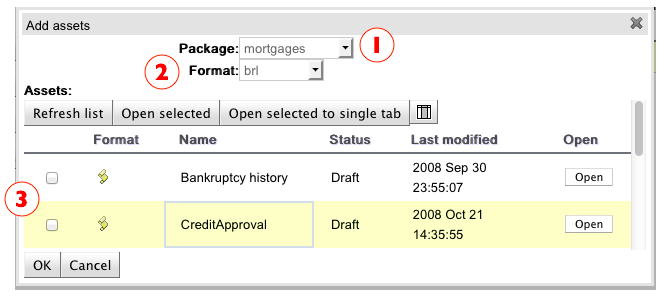 Add assets
Package: mortgages 1
2 Format: brl
Assets:
Refresh list Open selected Open selected to single tab
Format Name Status Last modified Open
Bankruptcy history Draft 2008 Sep 30 23:55:07 Open
3
CreditApproval Draft 2008 Oct 21 14:35:55 Open
OK Cancel